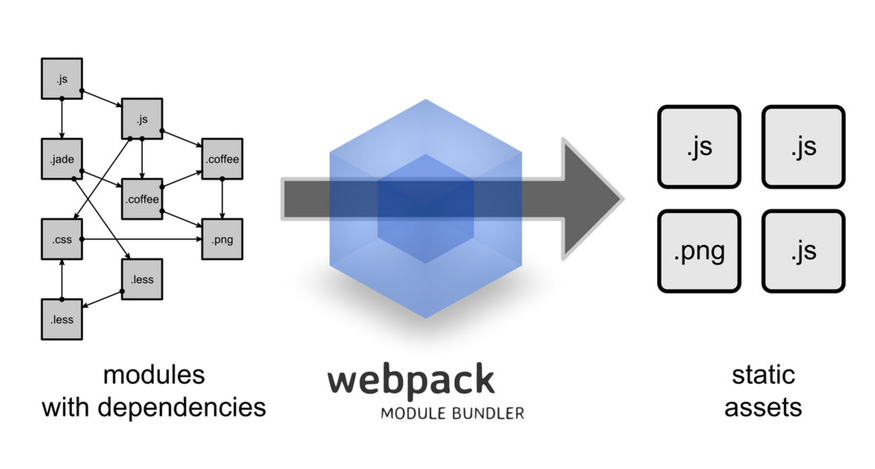 .js
.js
.jade
.coffee
.coffee
.css
.png
.less
.less
modules
with dependencies
webpack
MODULE BUNDLER
.js
.js
.png
.js
static
assets